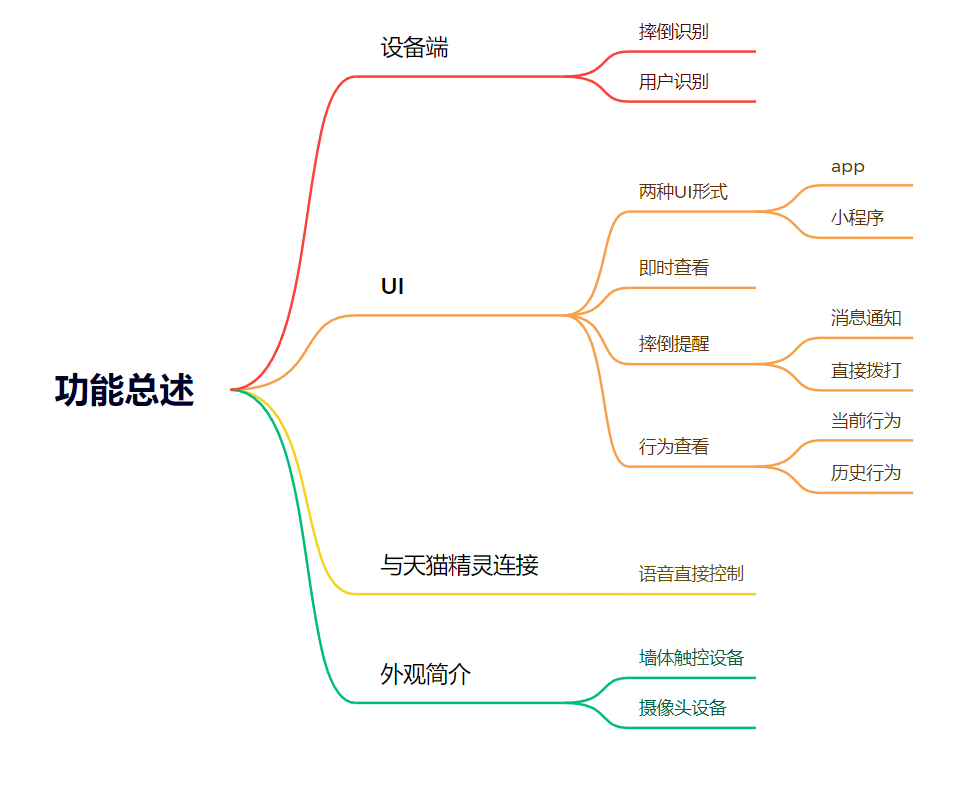 功能总述
设备端
摔倒识别
用户识别
UI
两种UI形式
app
小程序
即时查看
摔倒提醒
消息通知
直接拨打
行为查看
当前行为
历史行为
与天猫精灵连接
语音直接控制
外观简介
墙体触控设备
摄像头设备